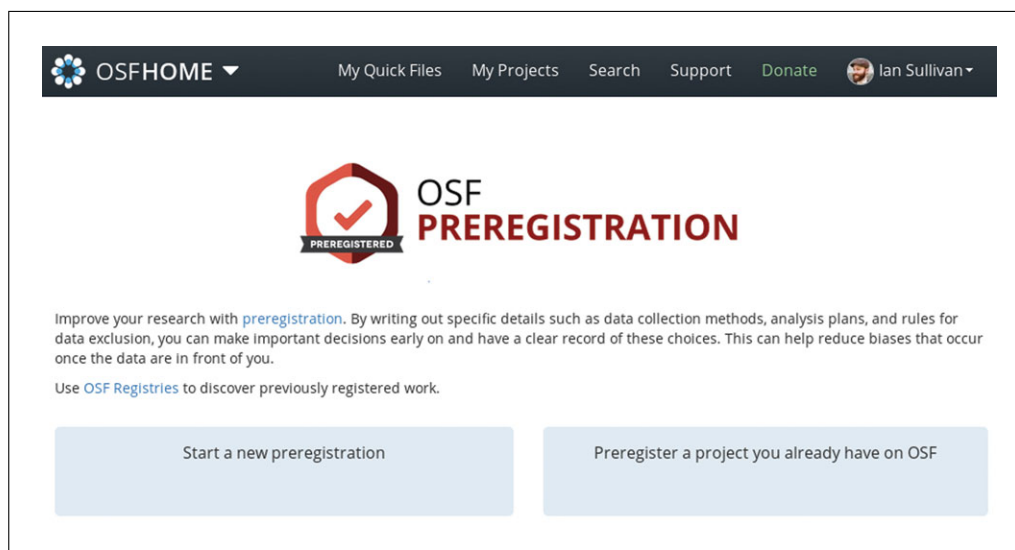 OSFHOME My Quick Files My Projects Search Support Donate Ian Sullivan
OSF
PREREGISTRATION
PREREGISTERED
Improve your research with preregistration. By writing out specific details such as data collection methods, analysis plans, and rules for
data exclusion, you can make important decisions early on and have a clear record of these choices. This can help reduce biases that occur
once the data are in front of you.
Use OSF Registries to discover previously registered work.
Start a new preregistration
Preregister a project you already have on OSF